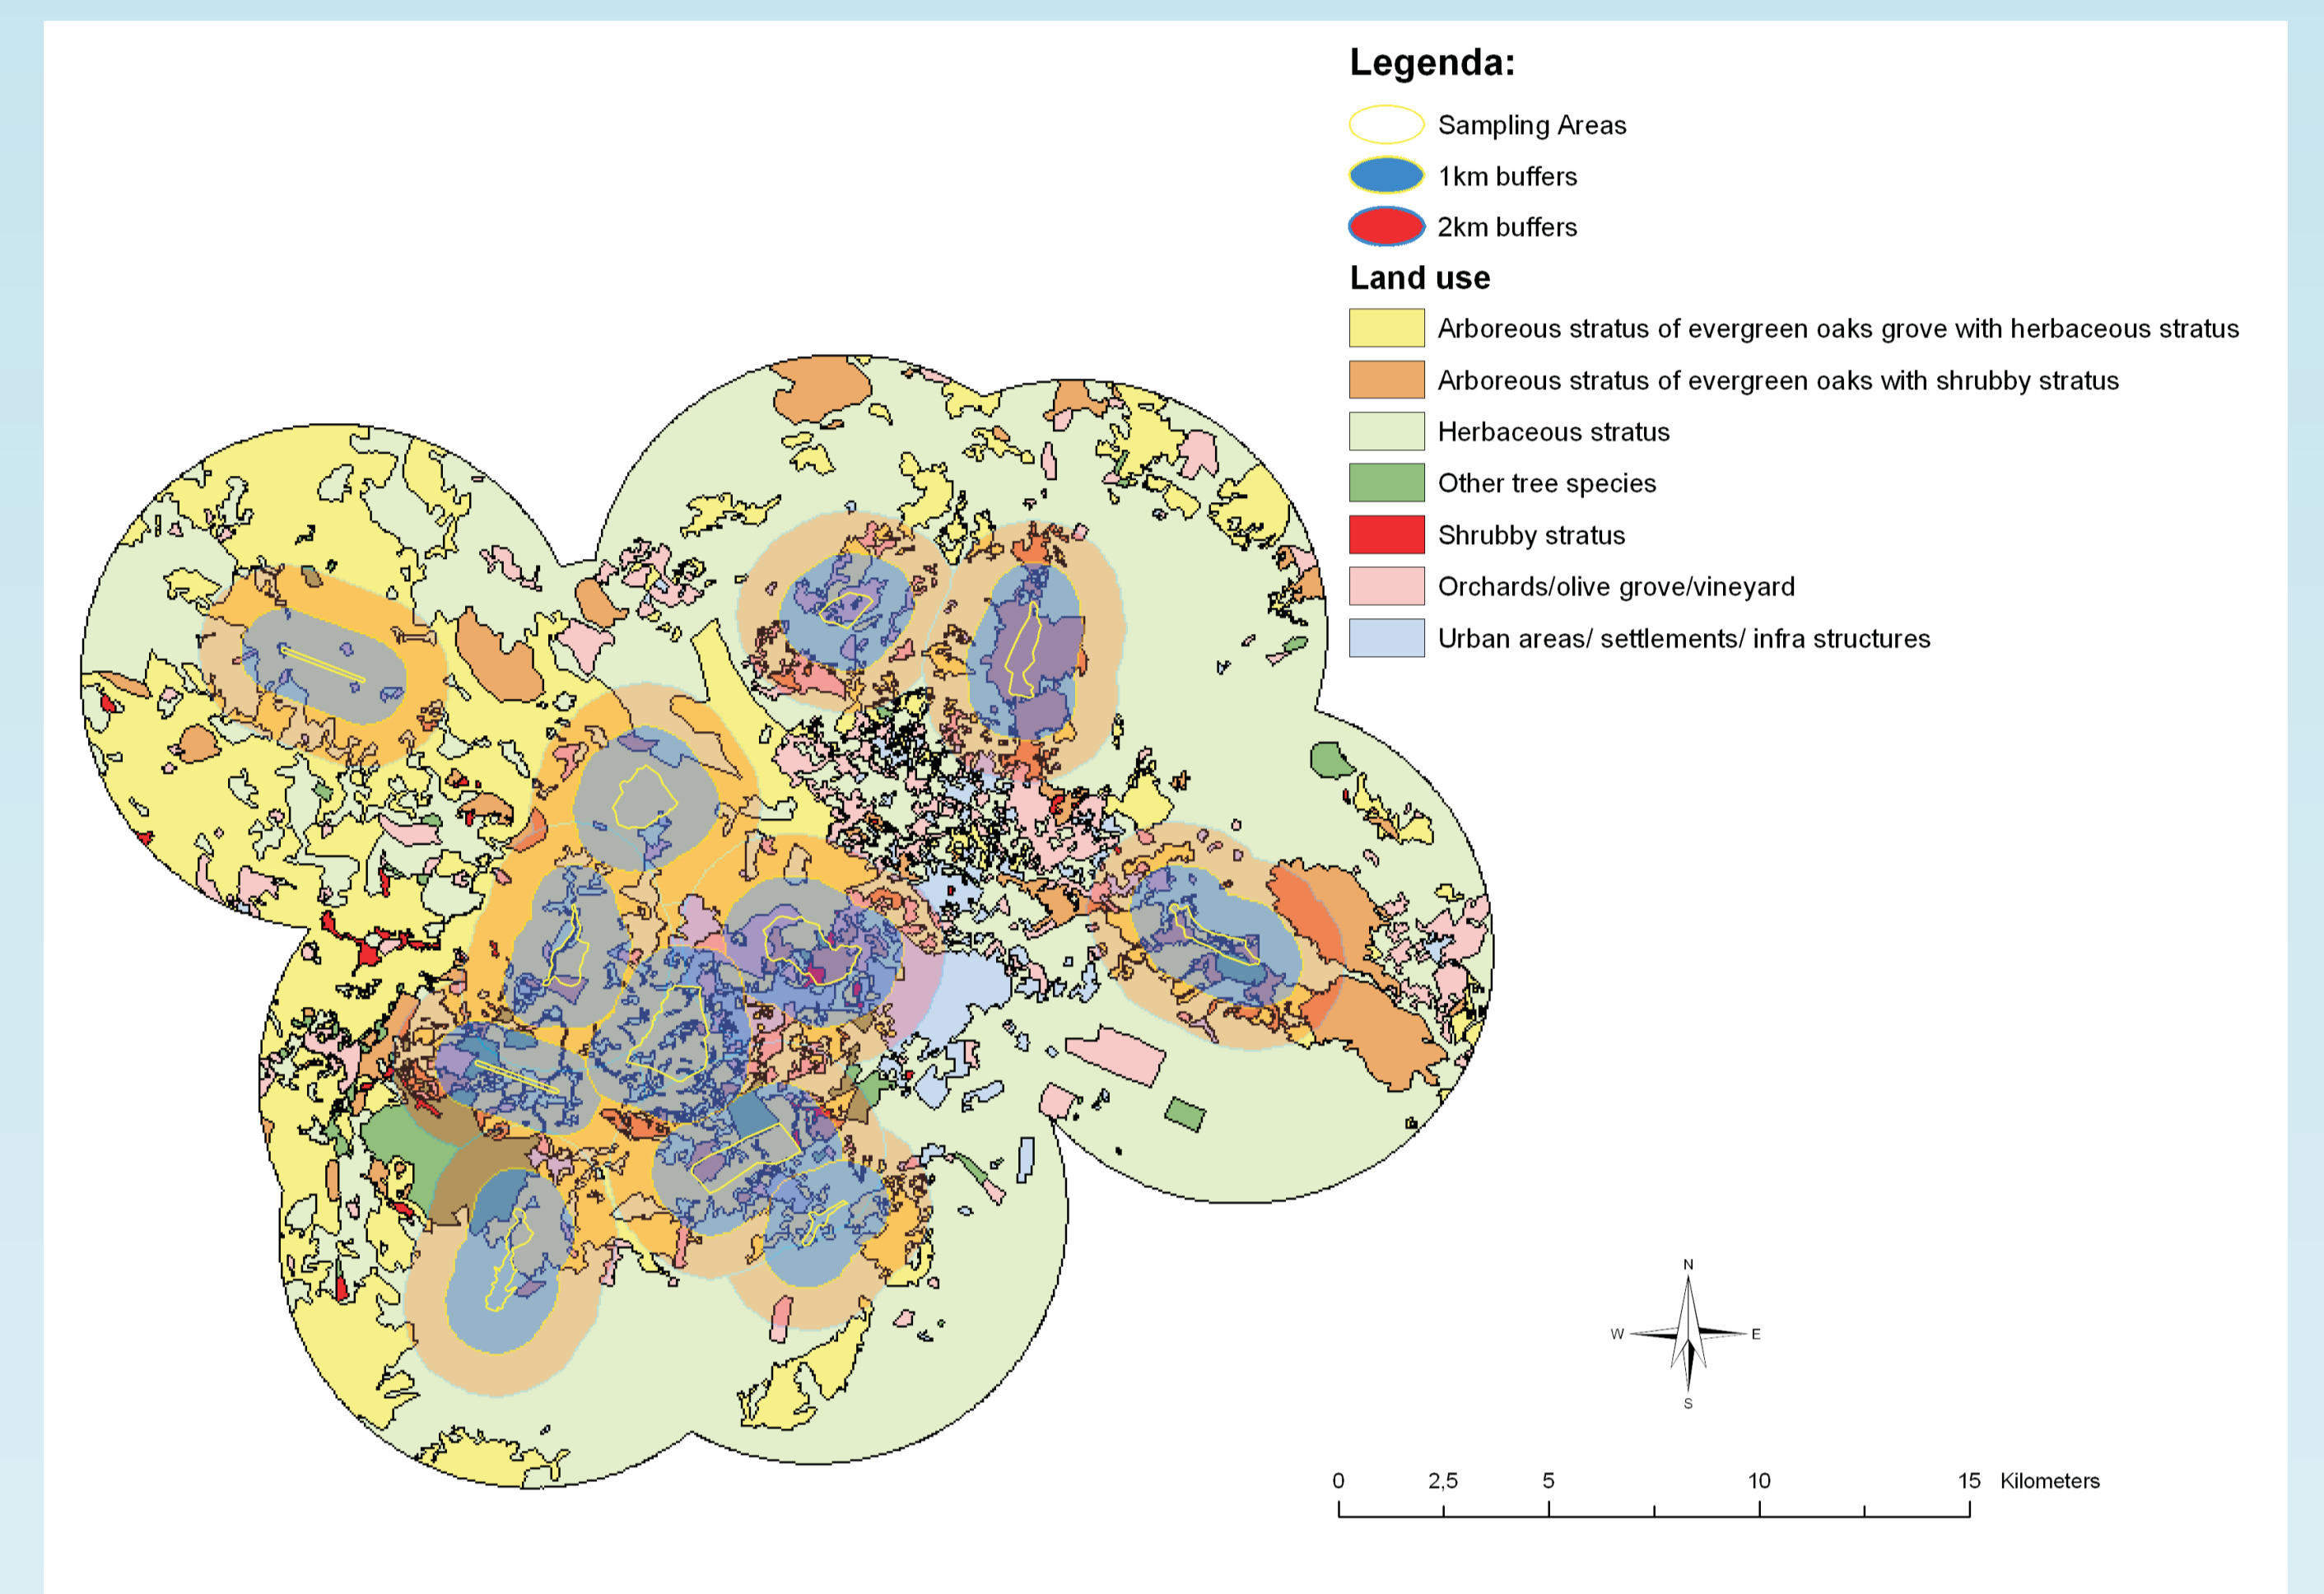 Legenda:
Sampling Areas
1km buffers
2km buffers
Land use
Arboreous stratus of evergreen oaks grove with herbaceous stratus
Arboreous stratus of evergreen oaks with shrubby stratus
Herbaceous stratus
Other tree species
Shrubby stratus
Orchards/olive grove/vineyard
Urban areas/ settlements/ infra structures
N
W E
S
0 2,5 5 10 15 Kilometers